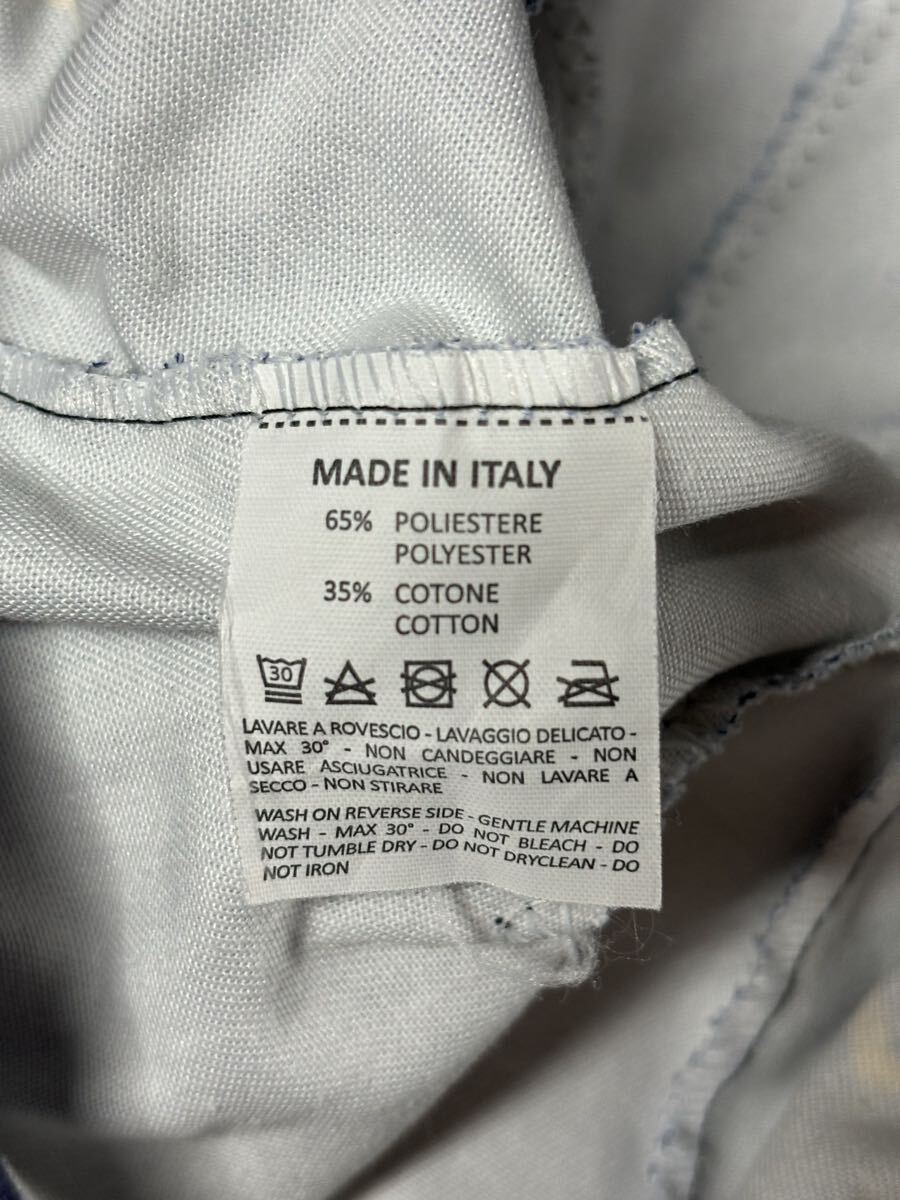 MADE IN ITALY
65% POLIESTERE
POLYESTER
35% COTONE
COTTON
30
LAVARE A ROVESCIO - LAVAGGIO DELICATO -
MAX 30° - NON CANDEGGIARE - NON
USARE ASCIUGATRICE - NON LAVARE A
SECCO - NON STIRARE
WASH ON REVERSE SIDE - GENTLE MACHINE
WASH - MAX 30° - DO NOT BLEACH - DO
NOT TUMBLE DRY - DO NOT DRYCLEAN - DO
NOT IRON